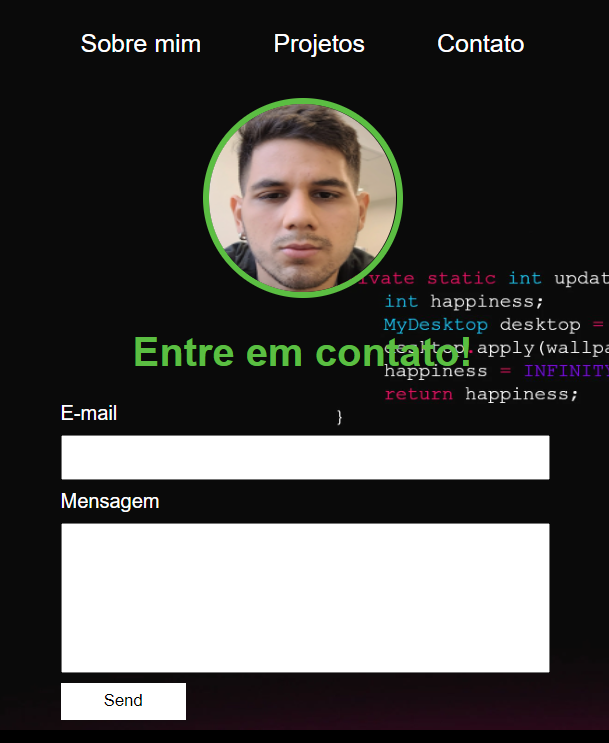 Sobre mim Projetos Contato
ivate static int updat
int happiness;
MyDesktop desktop =
Entre em contato!
desktop.apply(wallpa
happiness = INFINITY
return happiness;
E-mail
}
Mensagem
Send